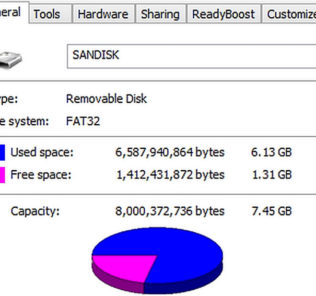 neral Tools Hardware Sharing ReadyBoost Customize
SANDISK
ype: Removable Disk
e system: FAT32
Used space: 6,587,940,864 bytes 6.13 GB
Free space: 1,412,431,872 bytes 1.31 GB
Capacity: 8,000,372,736 bytes 7.45 GB